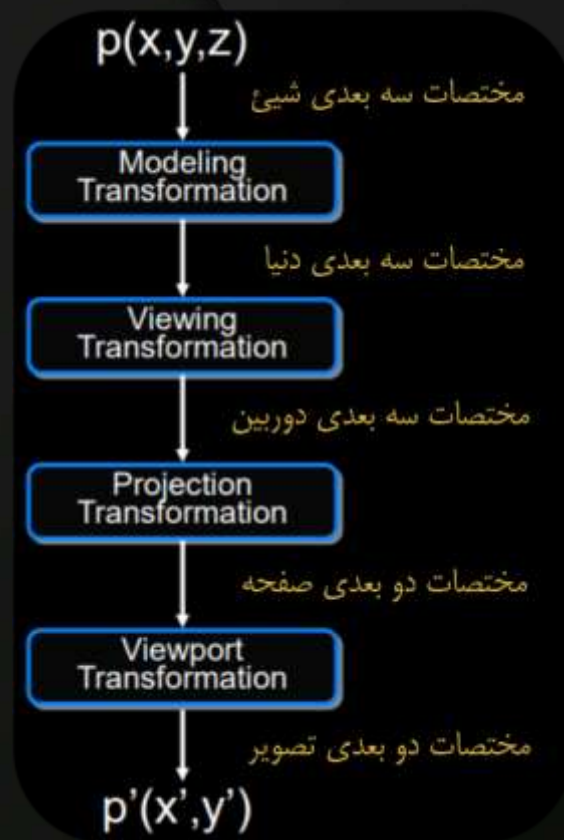 p(x,y,z)
مختصات سه بعدی شیئ
Modeling
Transformation
مختصات سه بعدی دنیا
Viewing
Transformation
مختصات سه بعدی دوربین
Projection
Transformation
مختصات دو بعدی صفحه
Viewport
Transformation
مختصات دو بعدی تصویر
p’(x’,y’)